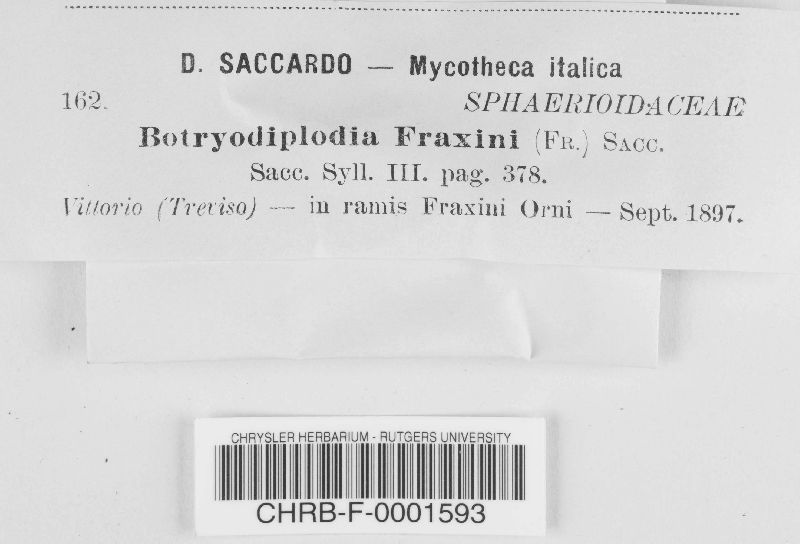 D. SACCARDO — Mycotheca italica
162. SPHAERIOIDACEAE
Botryodiplodia Fraxini (FR.) SACC.
Sacc. Syll. III. pag. 378.
Vittorio (Treviso) — in ramis Fraxini Orni — Sept. 1897.
CHRYSLER HERBARIUM - RUTGERS UNIVERSITY
CHRB-F-0001593